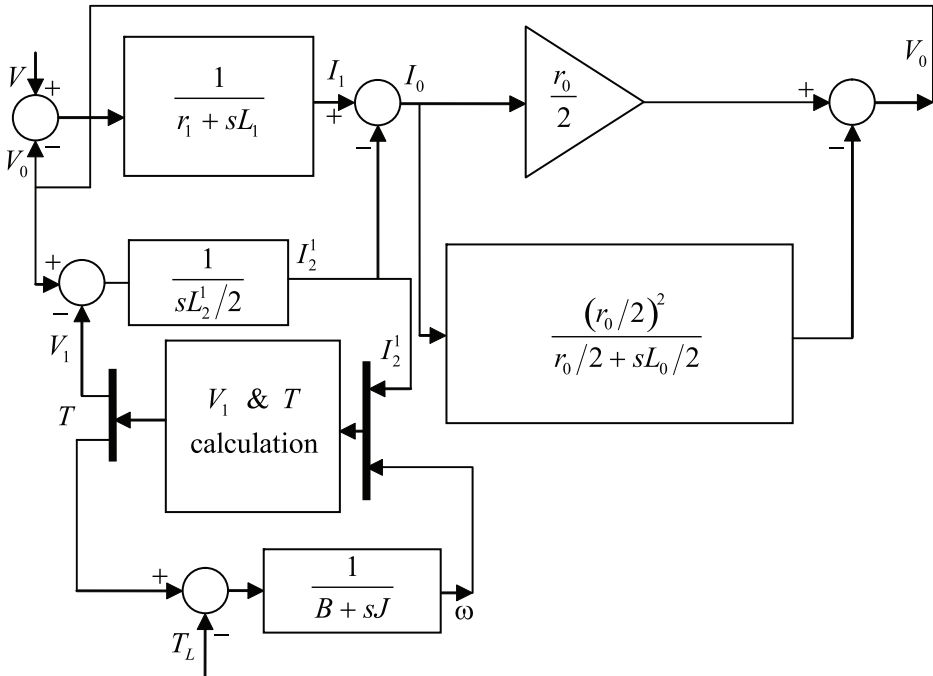 V
+
−
V₀
1
r₁ + sL₁
I₁
+
−
I₀
r₀
2
+
−
V₀
+
−
V₁
1
sL₂¹/2
I₂¹
(r₀/2)²
r₀/2 + sL₀/2
T
V₁ & T
calculation
I₂¹
+
−
T_L
1
B + sJ
ω